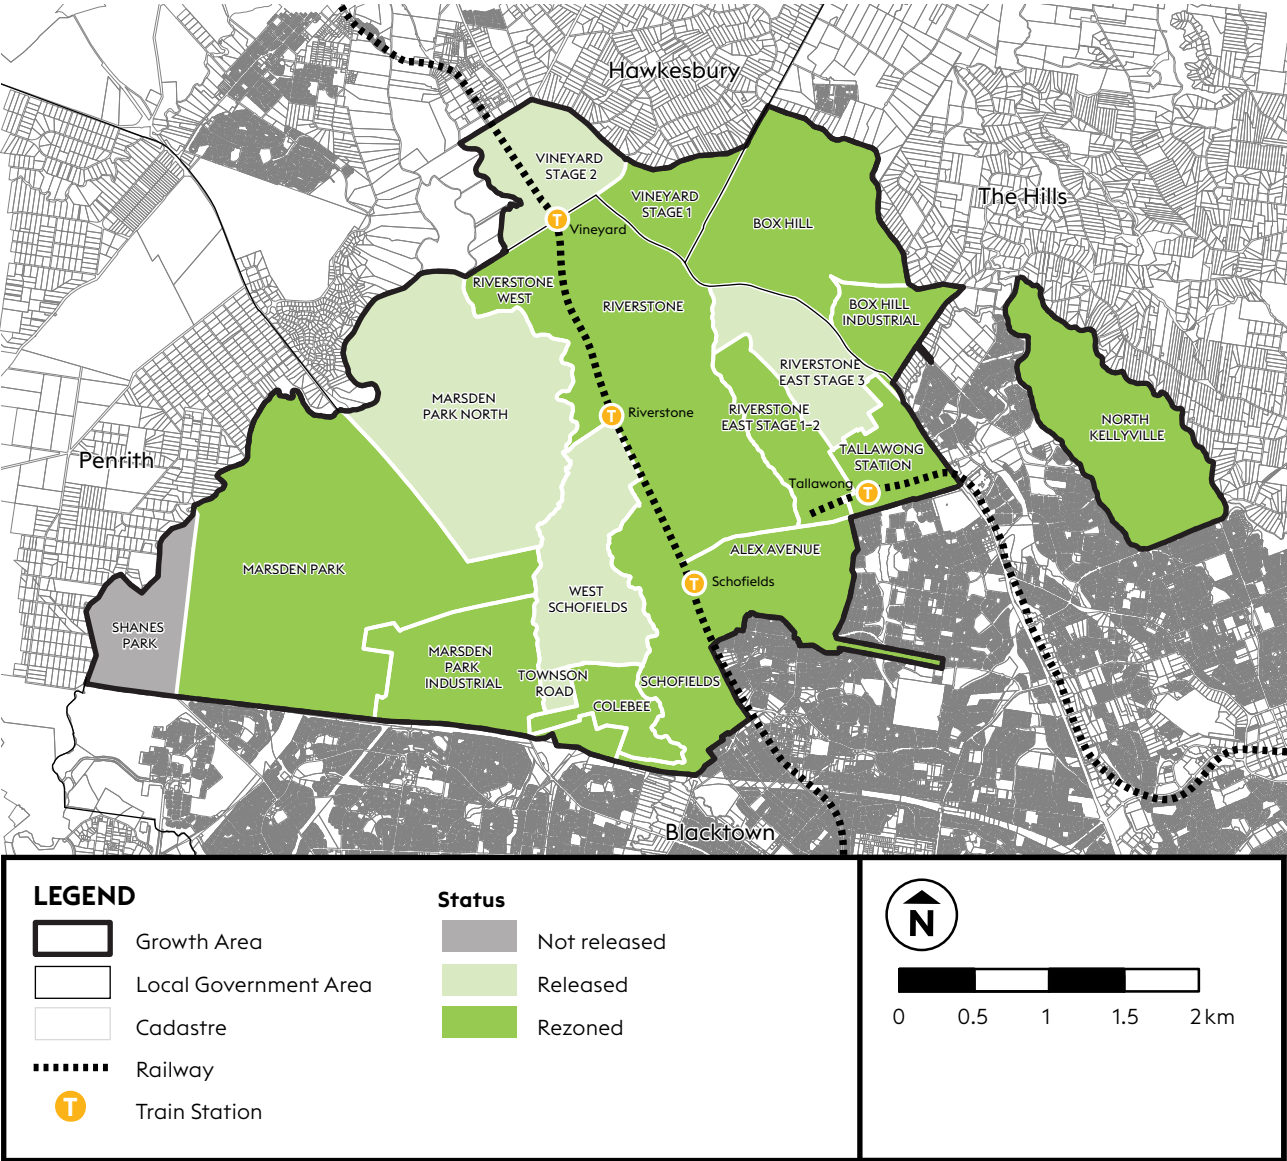 Hawkesbury
VINEYARD
STAGE 2
VINEYARD
STAGE 1
The Hills
BOX HILL
Vineyard
RIVERSTONE
WEST
RIVERSTONE
BOX HILL
INDUSTRIAL
RIVERSTONE
EAST STAGE 3
MARSDEN
PARK NORTH
Riverstone
RIVERSTONE
EAST STAGE 1–2
NORTH
KELLYVILLE
Penrith
TALLAWONG
STATION
Tallawong
ALEX AVENUE
MARSDEN PARK
Schofields
WEST
SCHOFIELDS
SHANES
PARK
MARSDEN
PARK
INDUSTRIAL
TOWNSON
ROAD
SCHOFIELDS
COLEBEE
Blacktown
LEGEND
Growth Area
Local Government Area
Cadastre
Railway
T
Train Station
Status
Not released
Released
Rezoned
N
0 0.5 1 1.5 2 km